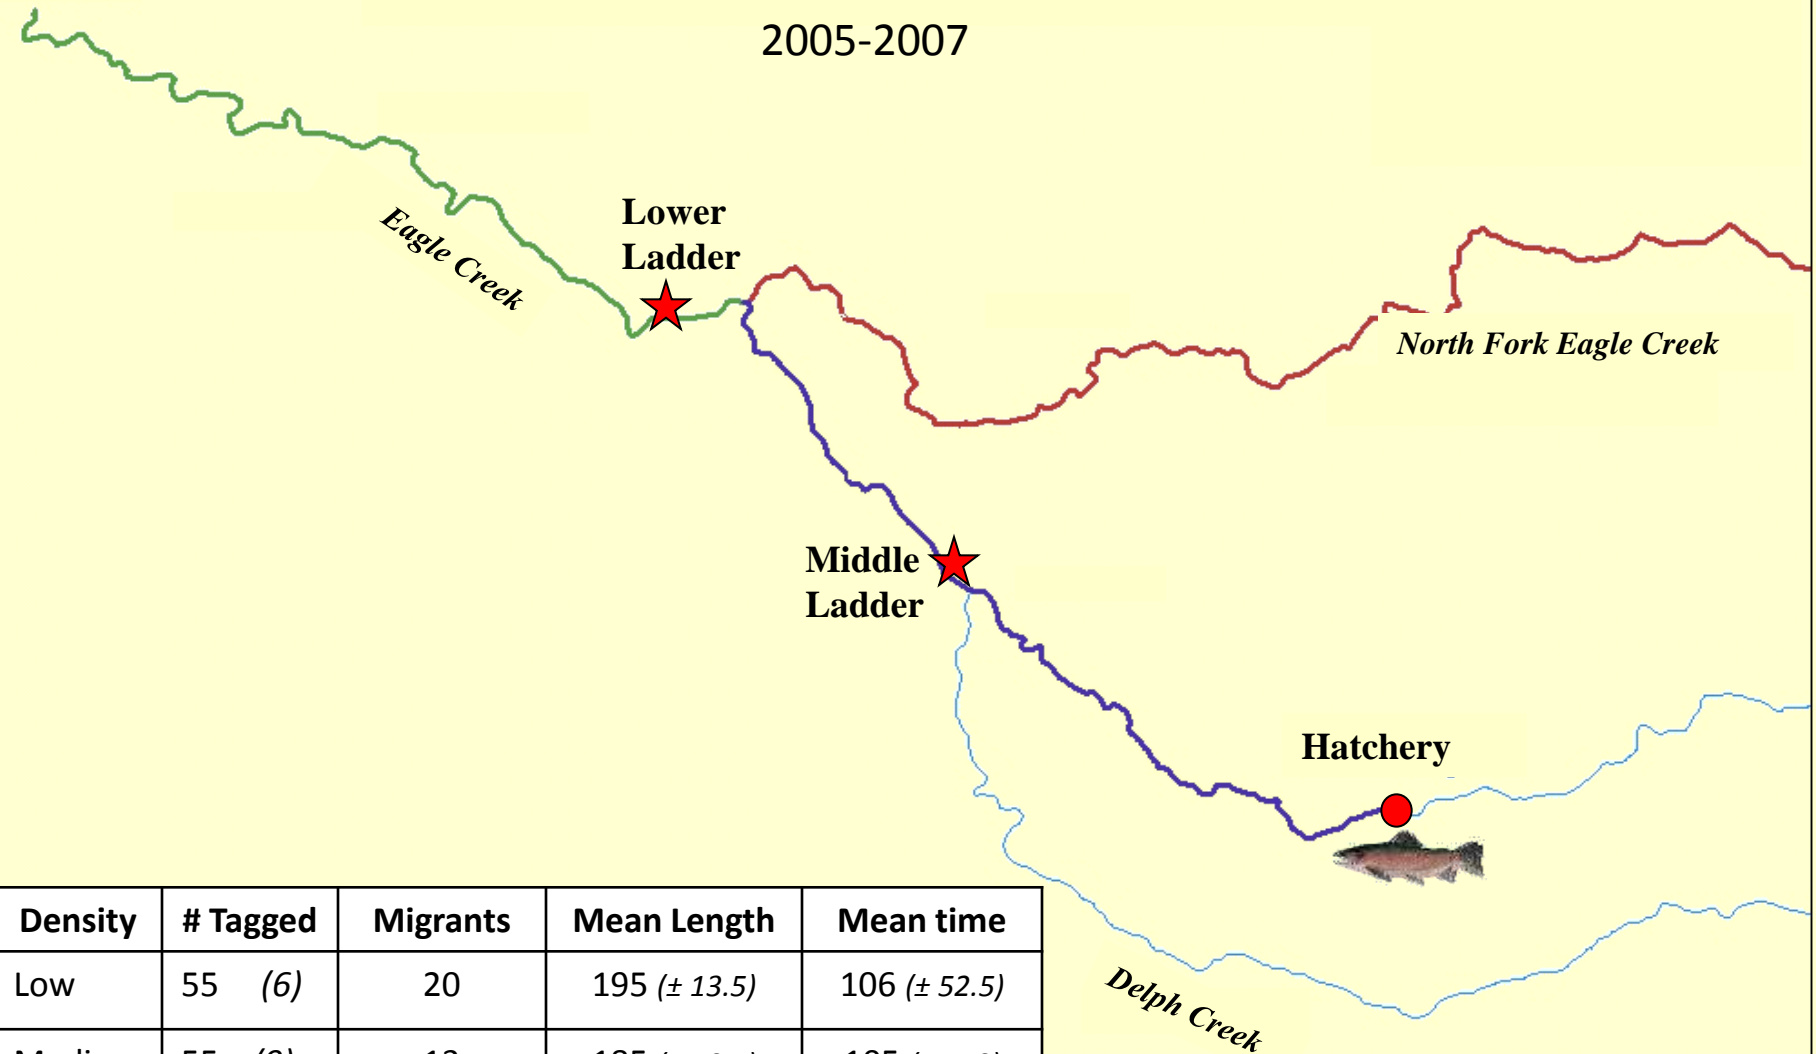 2005-2007
Lower
Ladder
Eagle Creek
North Fork Eagle Creek
Middle
Ladder
Hatchery
Density # Tagged Migrants Mean Length Mean time
Low 55 (6) 20 195 (± 13.5) 106 (± 52.5)
Delph Creek